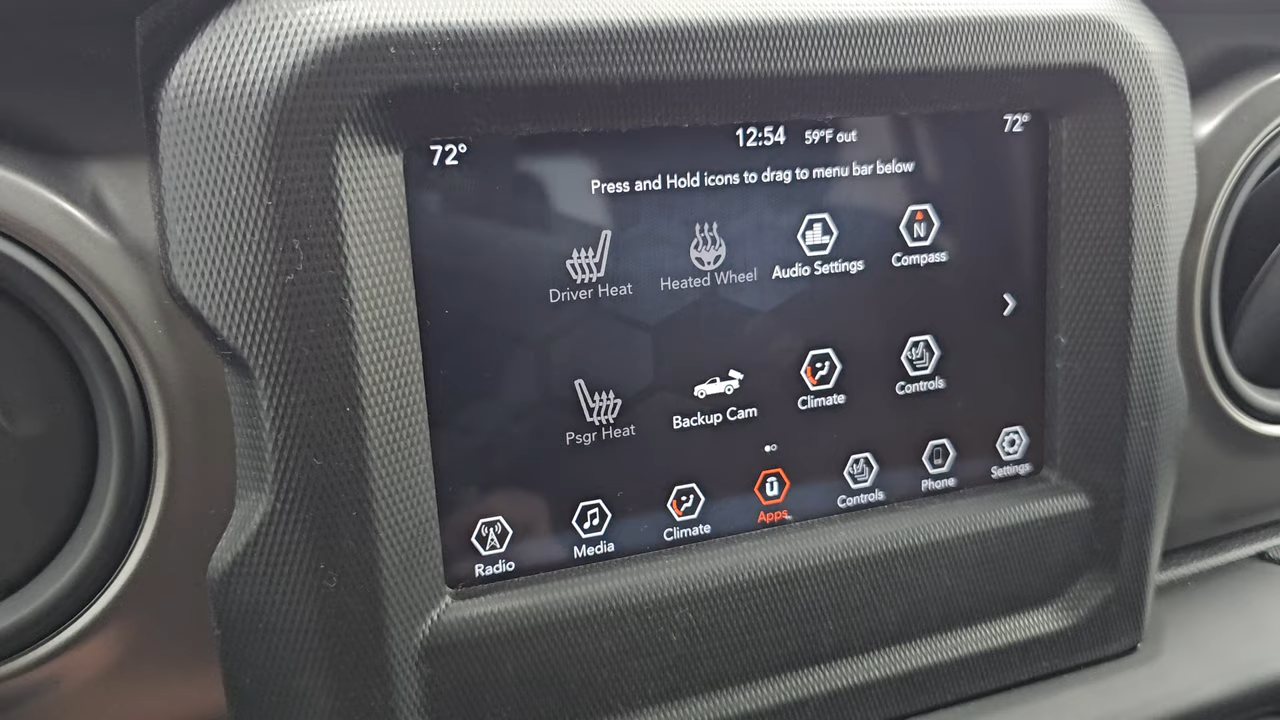 72°
12:54 59°F out
72°
Press and Hold icons to drag to menu bar below
Driver Heat
Heated Wheel
Audio Settings
N
Compass
Psgr Heat
Backup Cam
Climate
Controls
Radio
Media
Climate
ū
Apps
Controls
Phone
Settings